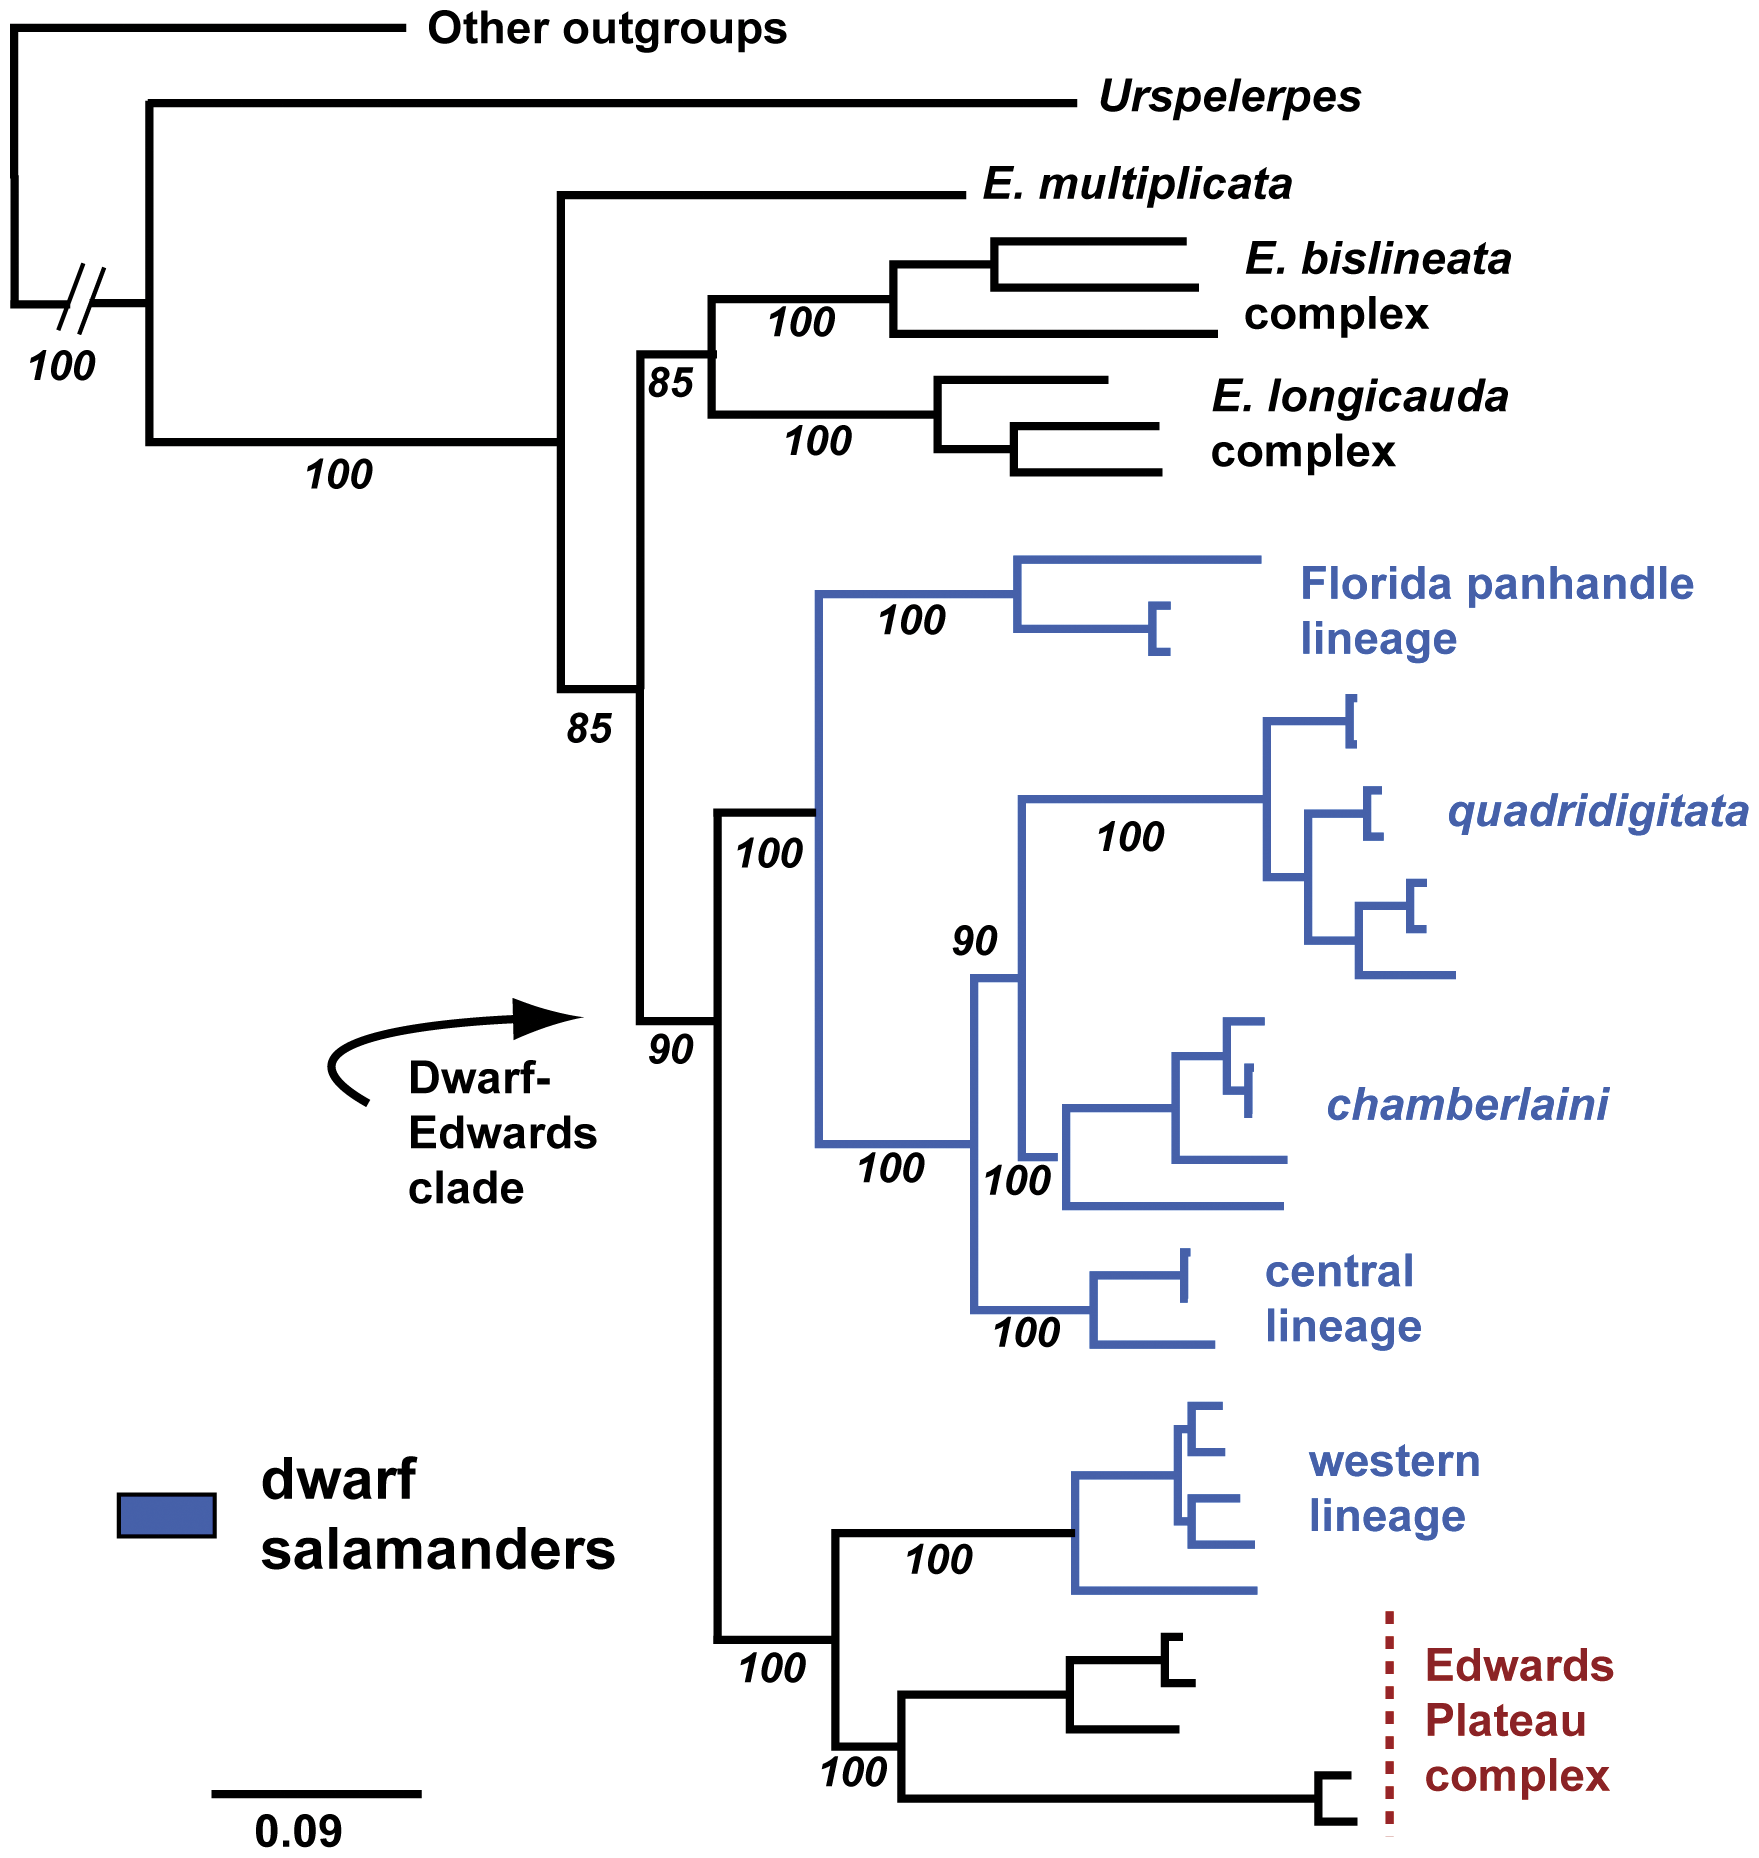 Other outgroups
Urspelerpes
E. multiplicata
E. bislineata
complex
100
100
85
E. longicauda
complex
100
100
Florida panhandle
lineage
100
85
quadridigitata
100
100
90
90
Dwarf-
Edwards
clade
chamberlaini
100
100
central
lineage
100
western
lineage
dwarf
salamanders
100
100
Edwards
Plateau
complex
100
0.09